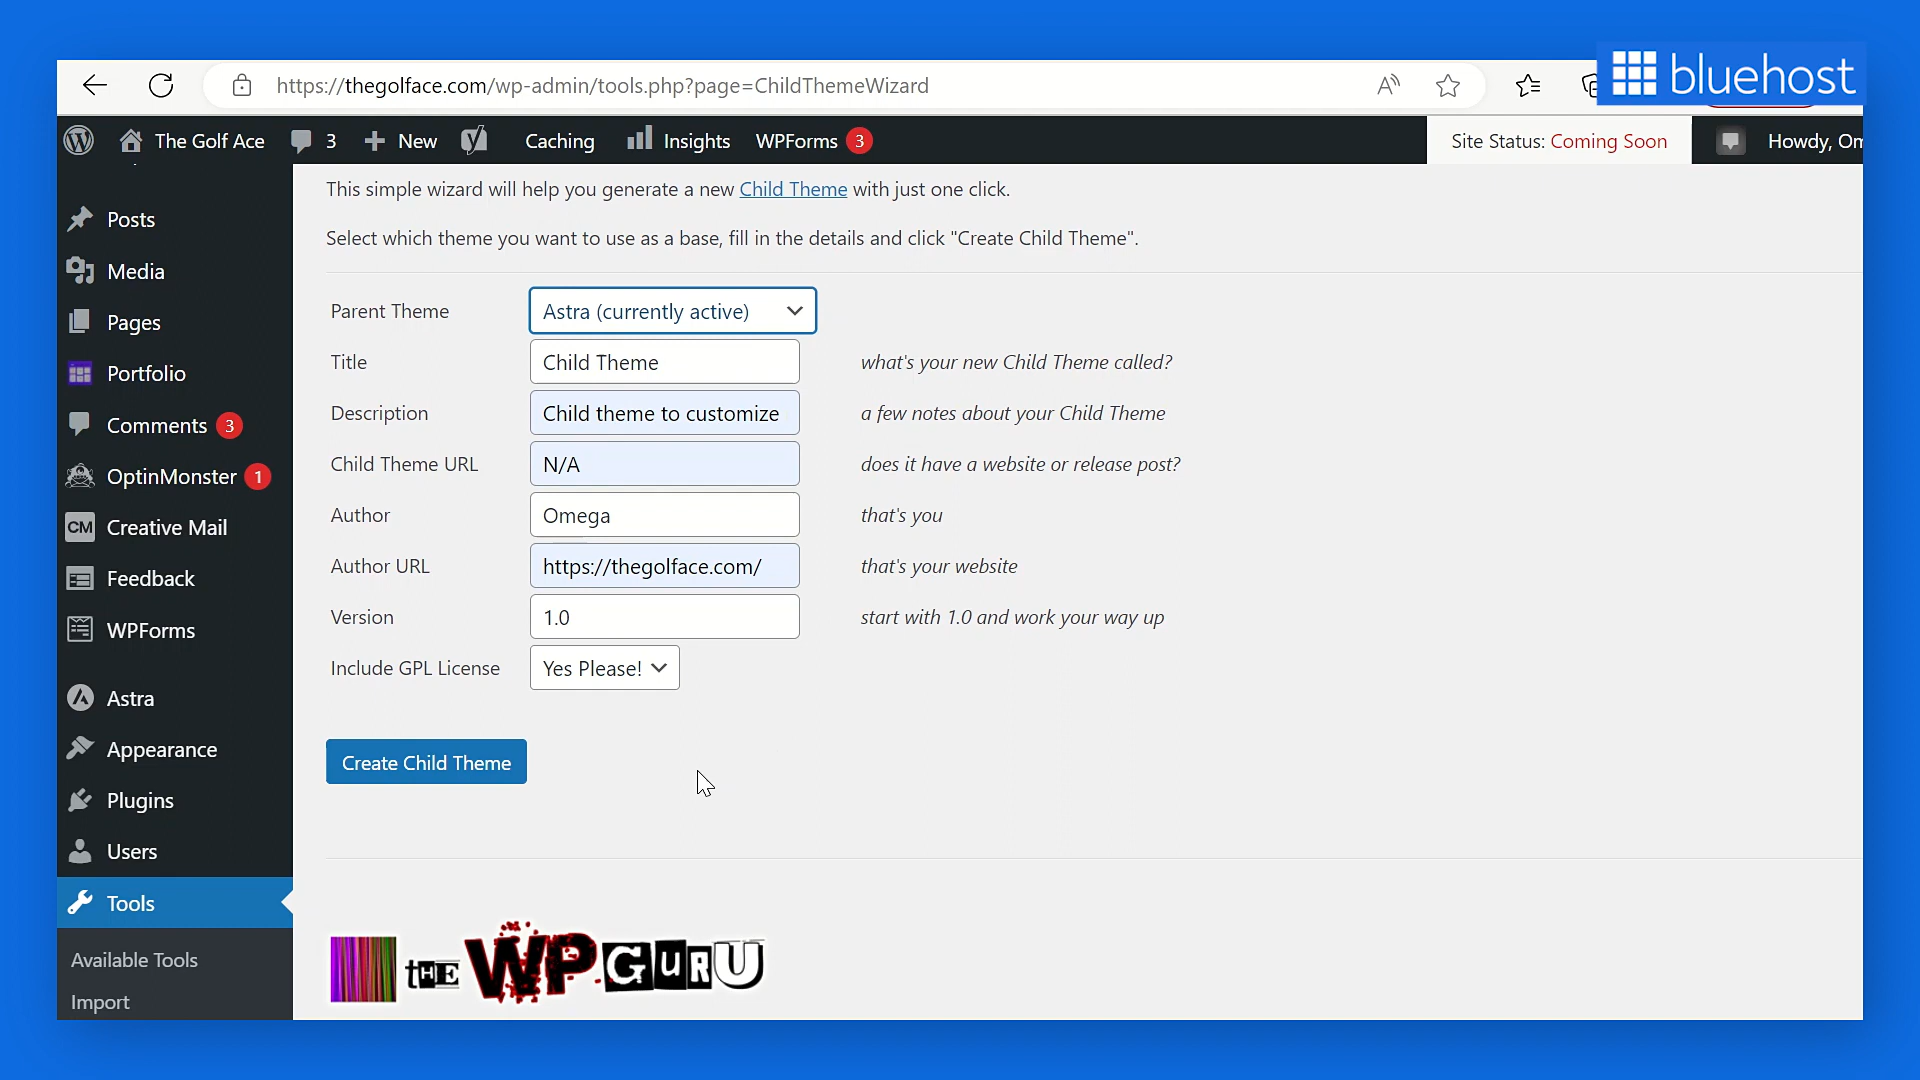 bluehost
https://thegolface.com/wp-admin/tools.php?page=ChildThemeWizard
The Golf Ace 3 New Caching Insights WPForms 3 Site Status: Coming Soon Howdy, Om
Posts
Media
Pages
Portfolio
Comments 3
OptinMonster 1
CM Creative Mail
Feedback
WPForms
Astra
Appearance
Plugins
Users
Tools
Available Tools
Import
This simple wizard will help you generate a new Child Theme with just one click.
Select which theme you want to use as a base, fill in the details and click "Create Child Theme".
Parent Theme Astra (currently active)
Title Child Theme what's your new Child Theme called?
Description Child theme to customize a few notes about your Child Theme
Child Theme URL N/A does it have a website or release post?
Author Omega that's you
Author URL https://thegolface.com/ that's your website
Version 1.0 start with 1.0 and work your way up
Include GPL License Yes Please!
Create Child Theme
tHE WP GuRU